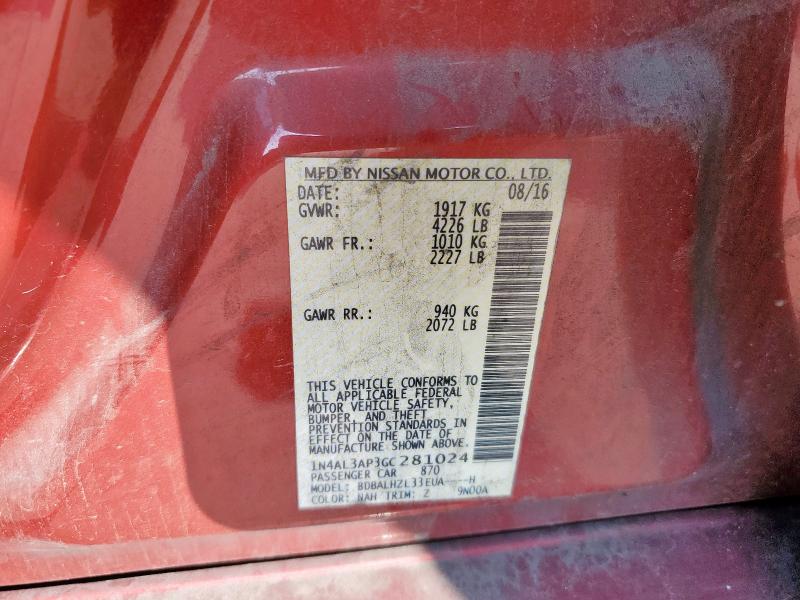 MFD BY NISSAN MOTOR CO., LTD.
DATE: 08/16
GVWR: 1917 KG
4226 LB
GAWR FR.: 1010 KG
2227 LB
GAWR RR.: 940 KG
2072 LB
THIS VEHICLE CONFORMS TO
ALL APPLICABLE FEDERAL
MOTOR VEHICLE SAFETY,
BUMPER, AND THEFT
PREVENTION STANDARDS IN
EFFECT ON THE DATE OF
MANUFACTURE SHOWN ABOVE.
1N4AL3AP3GC281024
PASSENGER CAR 870
MODEL: BDBALHZL33EUA----H
COLOR: NAH TRIM: Z 9N00A